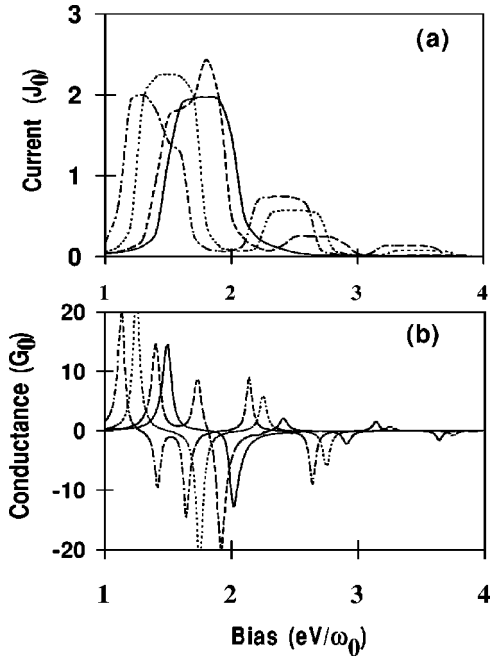 (a)
Current (J0)
3
2
1
0
1 2 3 4
(b)
Conductance (G0)
20
10
0
-10
-20
1 2 3 4
Bias (eV/ω0)